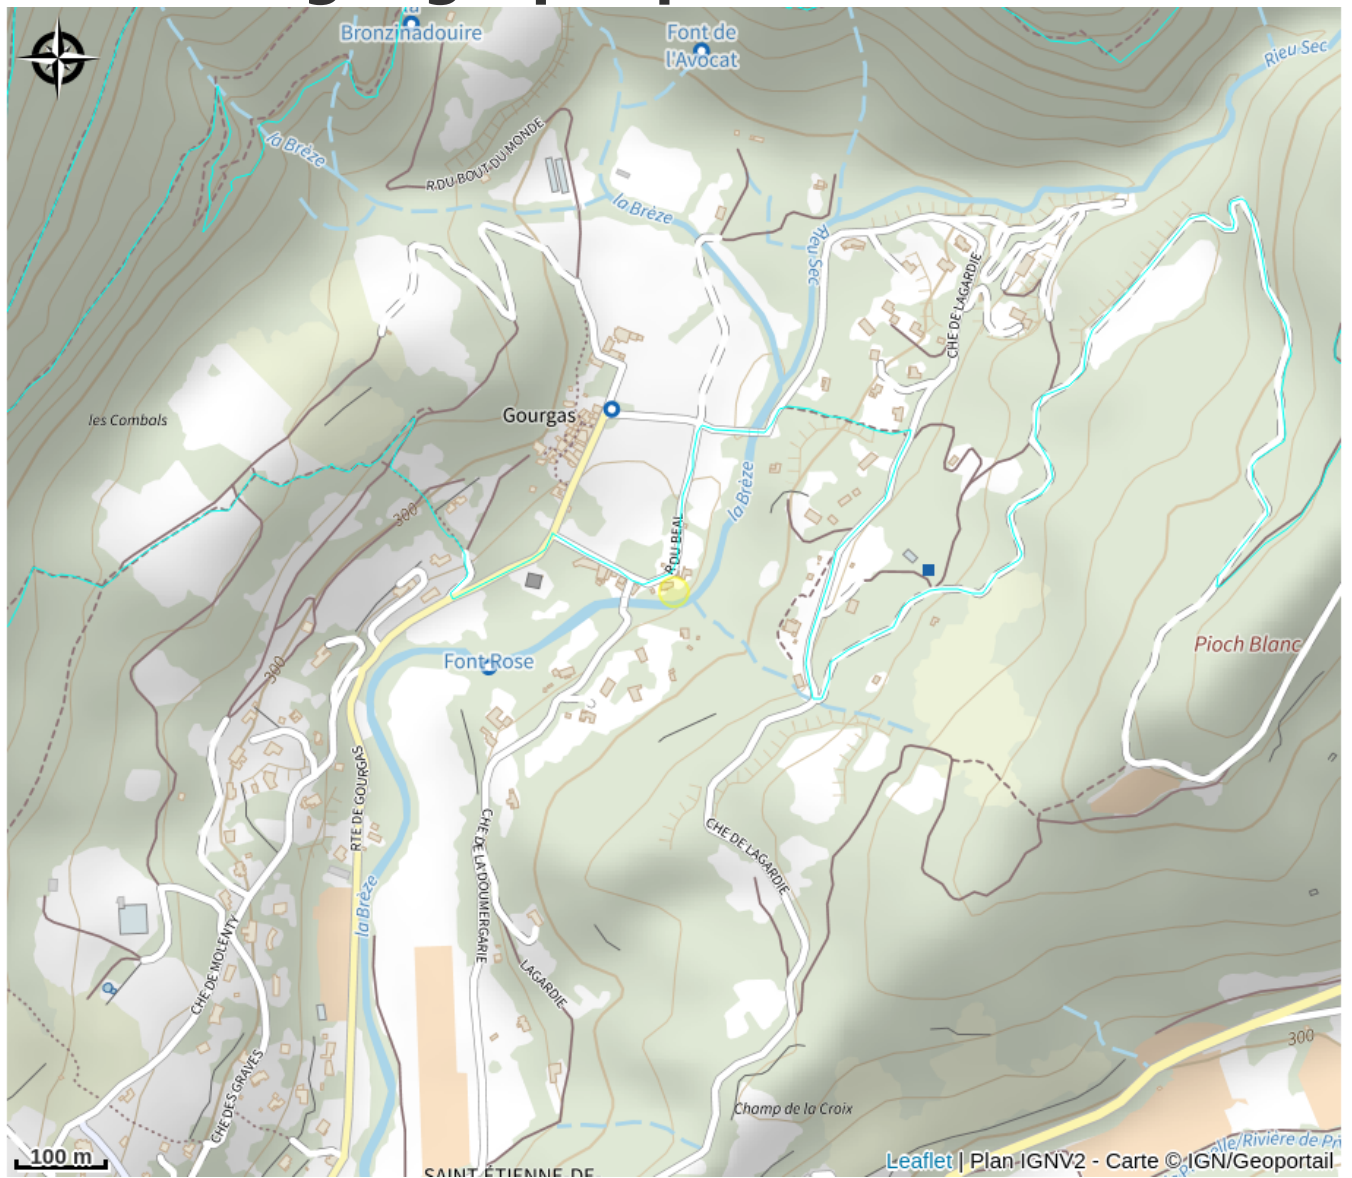 Bronzinadouire
Font de
l'Avocat
Rieu Sec
la Brèze
R DU BOUT DU MONDE
la Brèze
Rieu Sec
CHE DE LAGARDIE
les Combals
Gourgas
la Brèze
300
R DU BEAL
Font Rose
Pioch Blanc
300
RTE DE GOURGAS
CHE DE LA DOUMERGARIE
CHE DE LAGARDIE
la Brèze
CHE DE MOLENTY
LAGARDIE
300
CHE DES GRAVES
Champ de la Croix
100 m
SAINT-ÉTIENNE-DE-
Leaflet | Plan IGNV2 - Carte © IGN/Geoportail